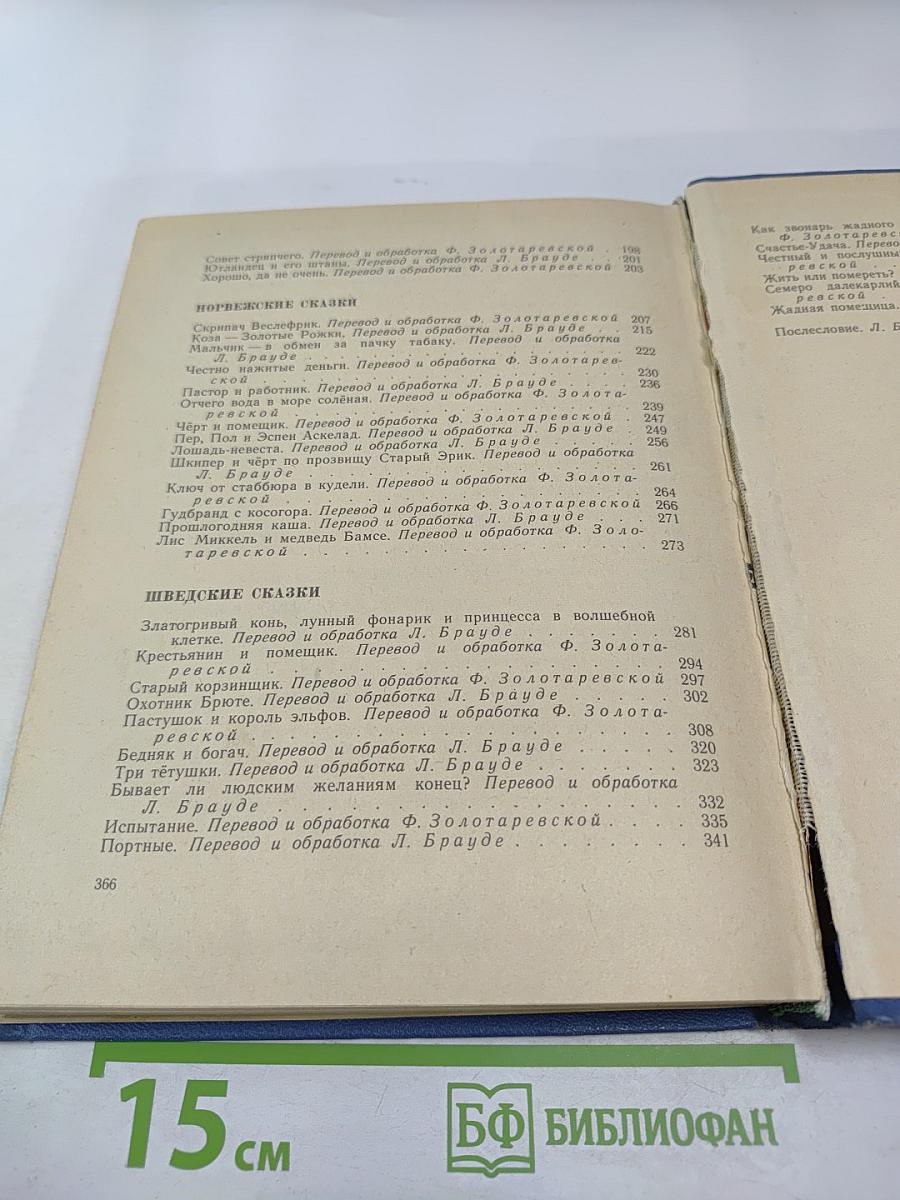 Совет стряпчего. Перевод и обработка Ф. Золотаревской . 198
Ютландец и его штаны. Перевод и обработка Л. Брауде . . 201
Хорошо, да не очень. Перевод и обработка Ф. Золотаревской 203
НОРВЕЖСКИЕ СКАЗКИ
Скрипач Веслефрик. Перевод и обработка Ф. Золотаревской 207
Коза — Золотые Рожки. Перевод и обработка Л. Брауде . . 215
Мальчик — в обмен за пачку табаку. Перевод и обработка
Л. Брауде . . . . . . . . . . . . . . . . . 222
Честно нажитые деньги. Перевод и обработка Ф. Золотарев-
ской . . . . . . . . . . . . . . . . . . . 230
Пастор и работник. Перевод и обработка Л. Брауде . . . . 236
Отчего вода в море солёная. Перевод и обработка Ф. Золота-
ревской . . . . . . . . . . . . . . . . . . 239
Чёрт и помещик. Перевод и обработка Ф. Золотаревской . 247
Пер, Пол и Эспен Аскелад. Перевод и обработка Л. Брауде . 249
Лошадь-невеста. Перевод и обработка Л. Брауде . . . . . 256
Шкипер и чёрт по прозвищу Старый Эрик. Перевод и обработка
Л. Брауде . . . . . . . . . . . . . . . . . 261
Ключ от стаббюра в кудели. Перевод и обработка Ф. Золота-
ревской . . . . . . . . . . . . . . . . . . 264
Гудбранд с косогора. Перевод и обработка Ф. Золотаревской 266
Прошлогодняя каша. Перевод и обработка Л. Брауде . . . 271
Лис Миккель и медведь Бамсе. Перевод и обработка Ф. Золо-
таревской . . . . . . . . . . . . . . . . . 273
ШВЕДСКИЕ СКАЗКИ
Златогривый конь, лунный фонарик и принцесса в волшебной
клетке. Перевод и обработка Л. Брауде . . . . . . . 281
Крестьянин и помещик. Перевод и обработка Ф. Золота-
ревской . . . . . . . . . . . . . . . . . . 294
Старый корзинщик. Перевод и обработка Ф. Золотаревской 297
Охотник Брюте. Перевод и обработка Л. Брауде . . . . . 302
Пастушок и король эльфов. Перевод и обработка Ф. Золота-
ревской . . . . . . . . . . . . . . . . . . 308
Бедняк и богач. Перевод и обработка Л. Брауде . . . . . 320
Три тётушки. Перевод и обработка Л. Брауде . . . . . . . 323
Бывает ли людским желаниям конец? Перевод и обработка
Л. Брауде . . . . . . . . . . . . . . . . . 332
Испытание. Перевод и обработка Ф. Золотаревской . . . . 335
Портные. Перевод и обработка Л. Брауде . . . . . . . . 341
366
Как звонарь жадного
Ф. Золотаревс
Счастье-Удача. Перево
Честный и послушны
ревской . .
Жить или помереть?
Семеро далекарлий
ревской .
Жадная помещица.
Послесловие. Л. Б
15 см
БФ БИБЛИОФАН